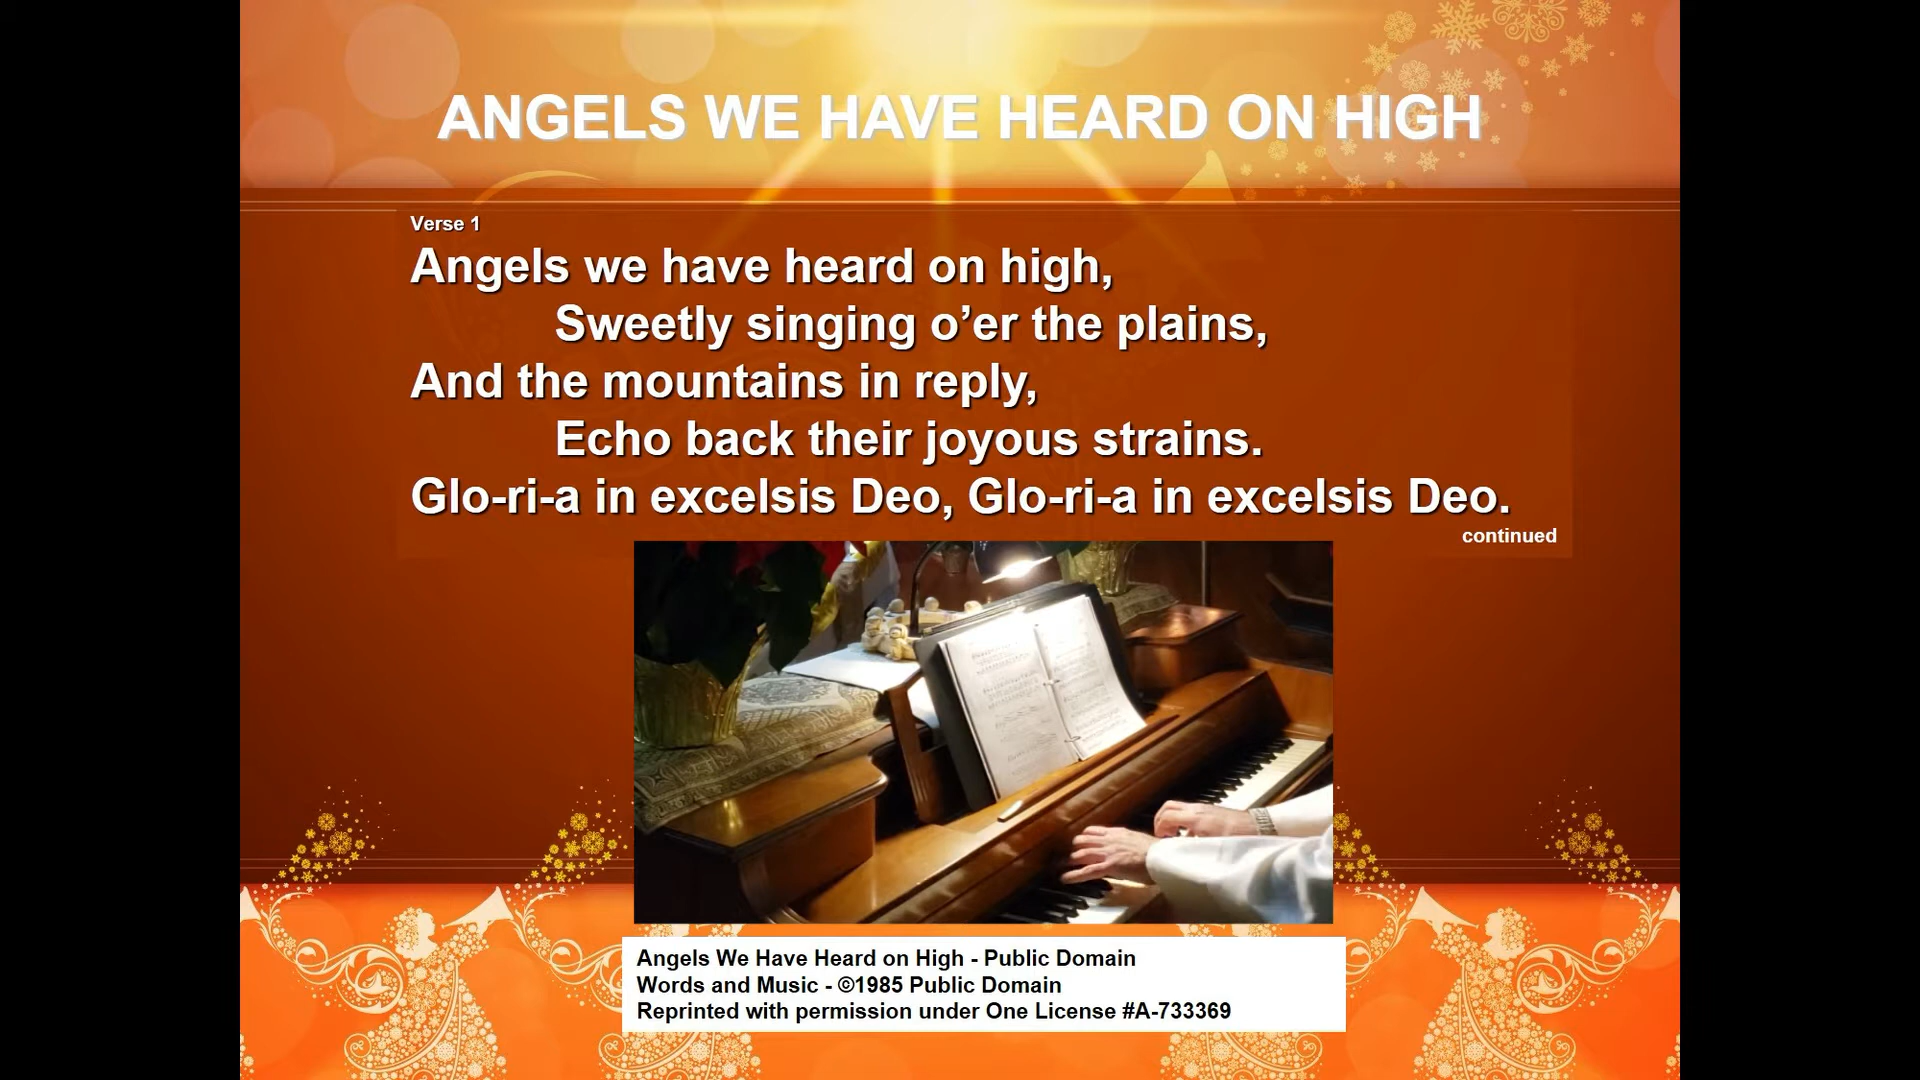 ANGELS WE HAVE HEARD ON HIGH
Verse 1
Angels we have heard on high,
Sweetly singing o’er the plains,
And the mountains in reply,
Echo back their joyous strains.
Glo-ri-a in excelsis Deo, Glo-ri-a in excelsis Deo.
continued
Angels We Have Heard on High - Public Domain
Words and Music - ©1985 Public Domain
Reprinted with permission under One License #A-733369